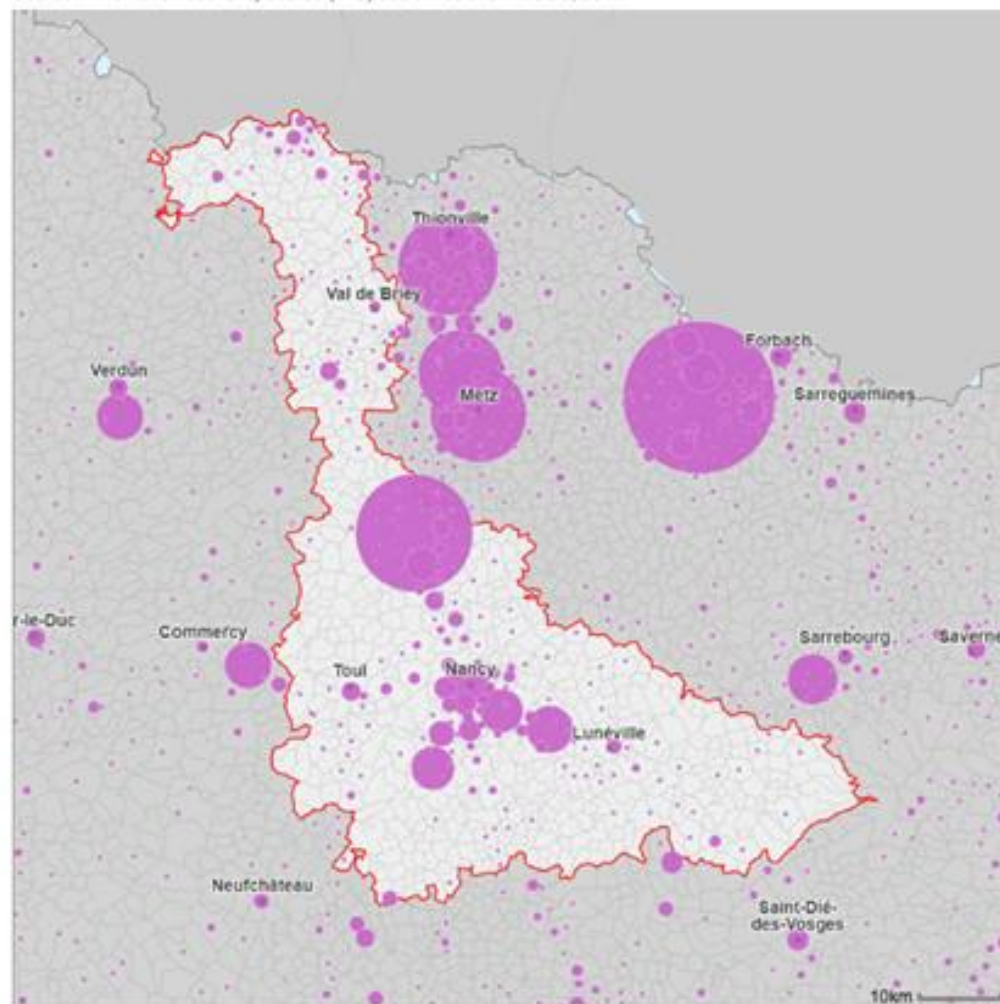 Thionville
Val de Briey
Forbach
Verdun
Metz
Sarreguemines
r-le-Duc
Commercy
Sarrebourg
Saverne
Toul
Nancy
Lunéville
Neufchâteau
Saint-Dié-
des-Vosges
10km